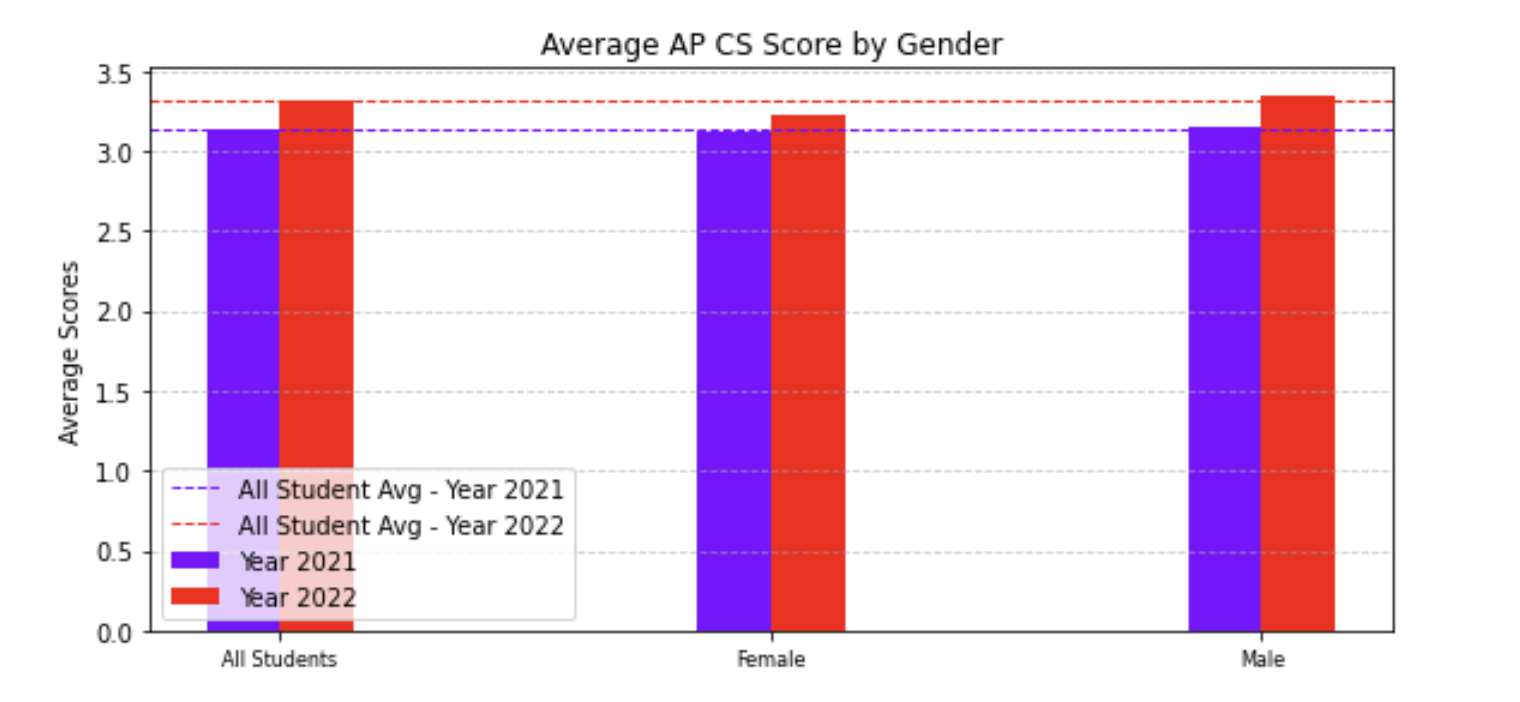 Average AP CS Score by Gender
3.5
3.0
2.5
2.0
1.5
1.0
0.5
0.0
Average Scores
All Student Avg - Year 2021
All Student Avg - Year 2022
Year 2021
Year 2022
All Students
Female
Male